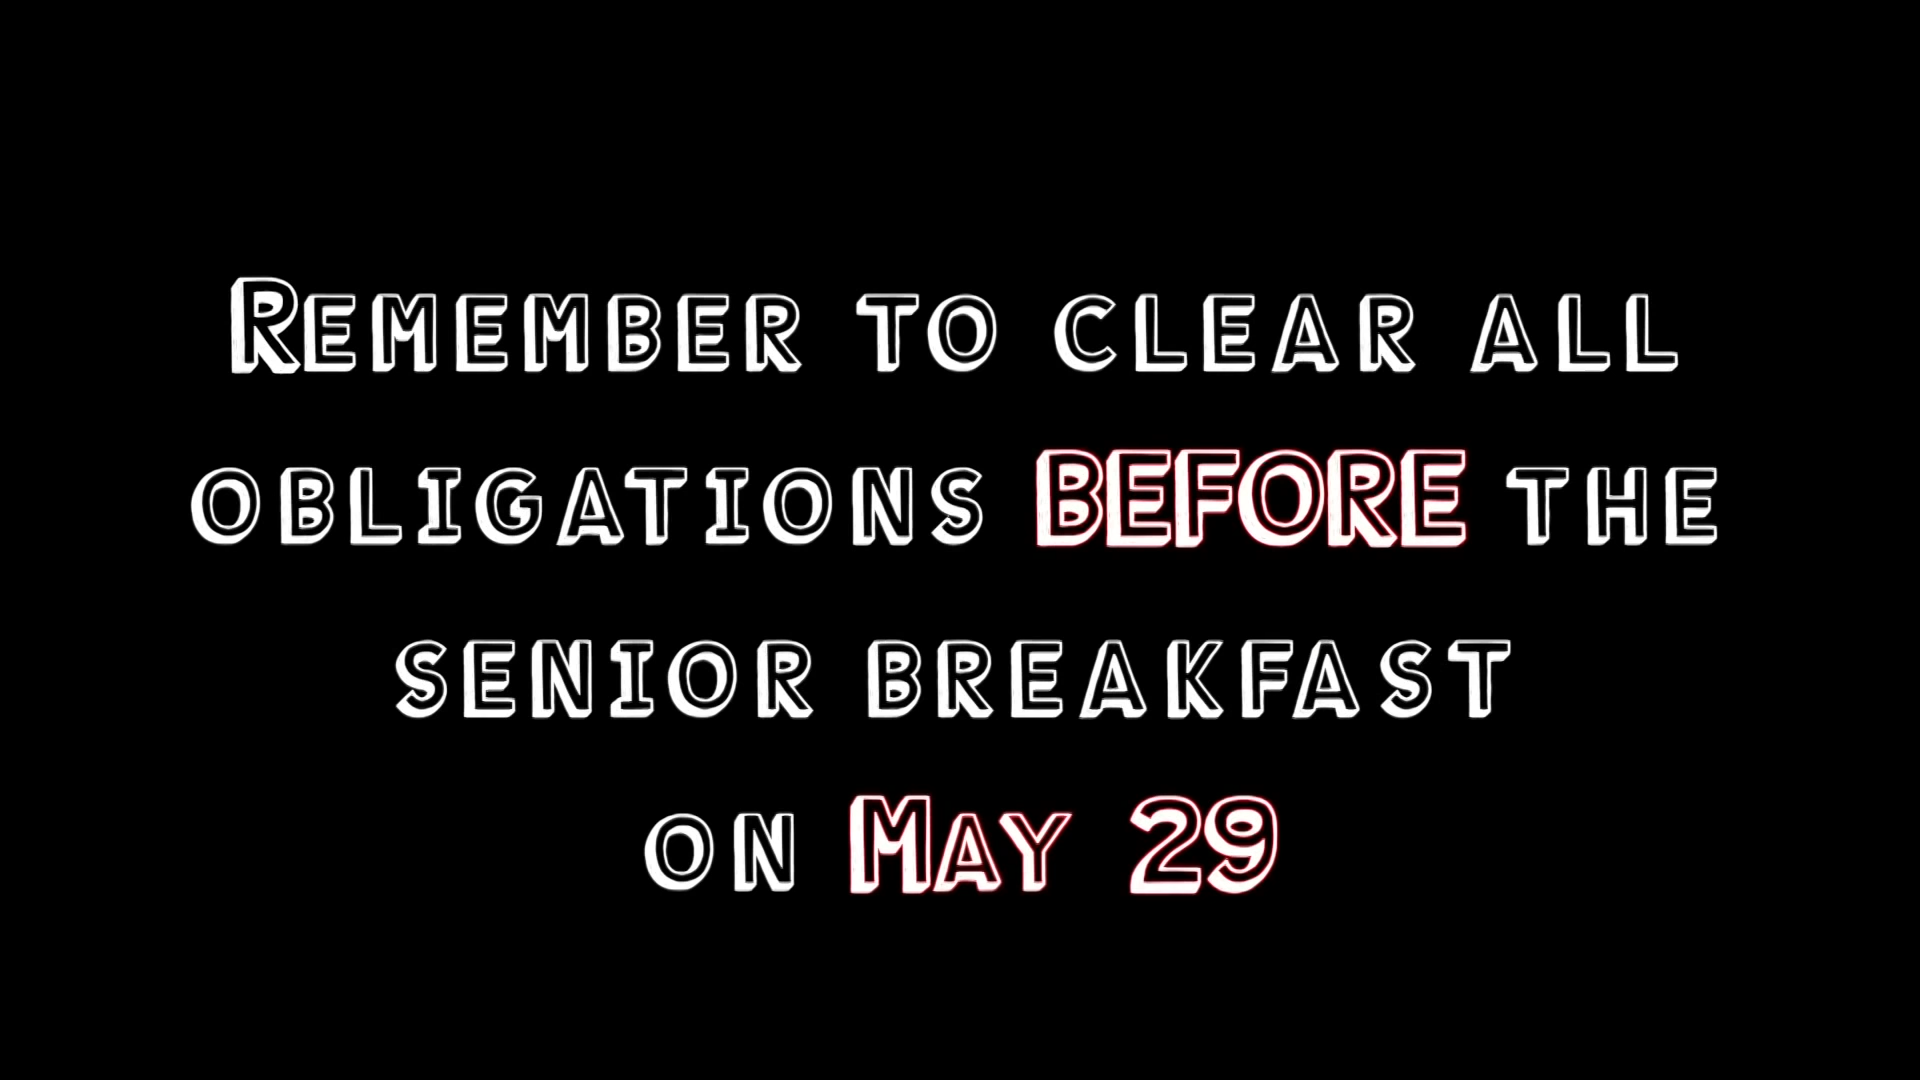 Remember to clear all
obligations BEFORE the
senior breakfast
on May 29